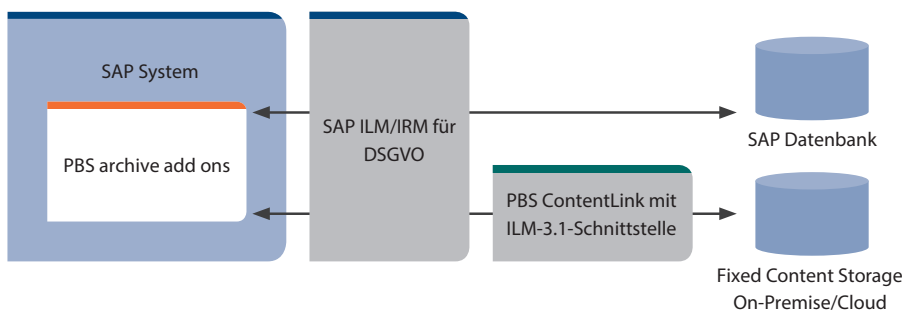 SAP System
PBS archive add ons
SAP ILM/IRM für
DSGVO
PBS ContentLink mit
ILM-3.1-Schnittstelle
SAP Datenbank
Fixed Content Storage
On-Premise/Cloud